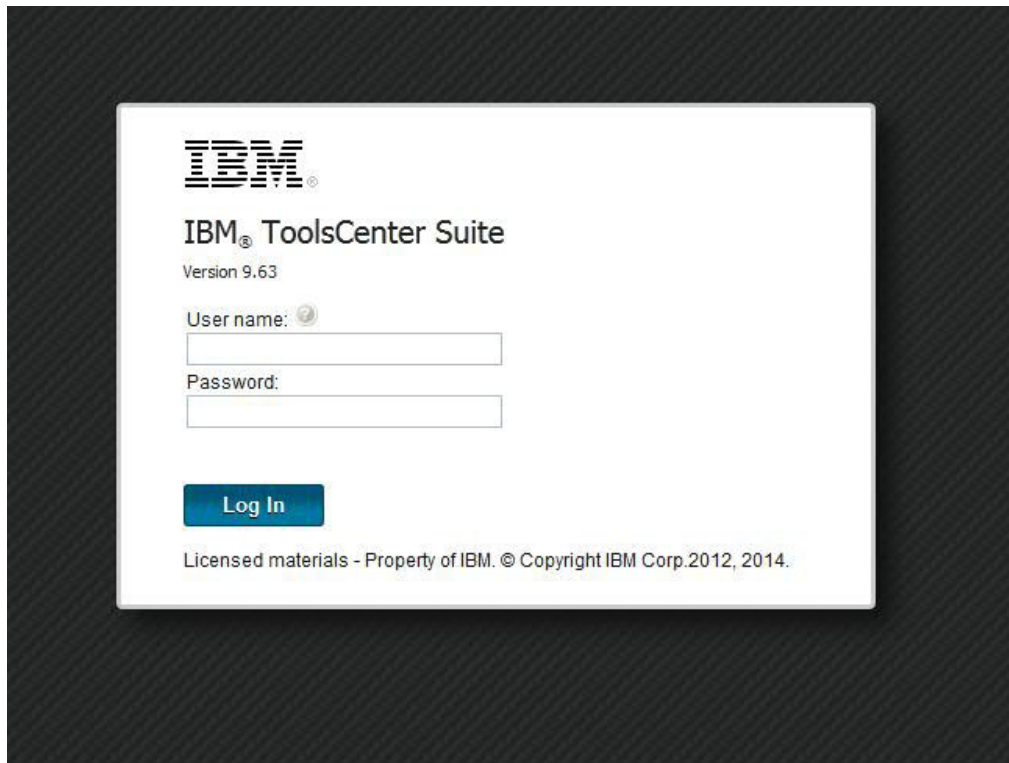 IBM®
IBM® ToolsCenter Suite
Version 9.63
User name: ?
Password:
Log In
Licensed materials - Property of IBM. © Copyright IBM Corp.2012, 2014.